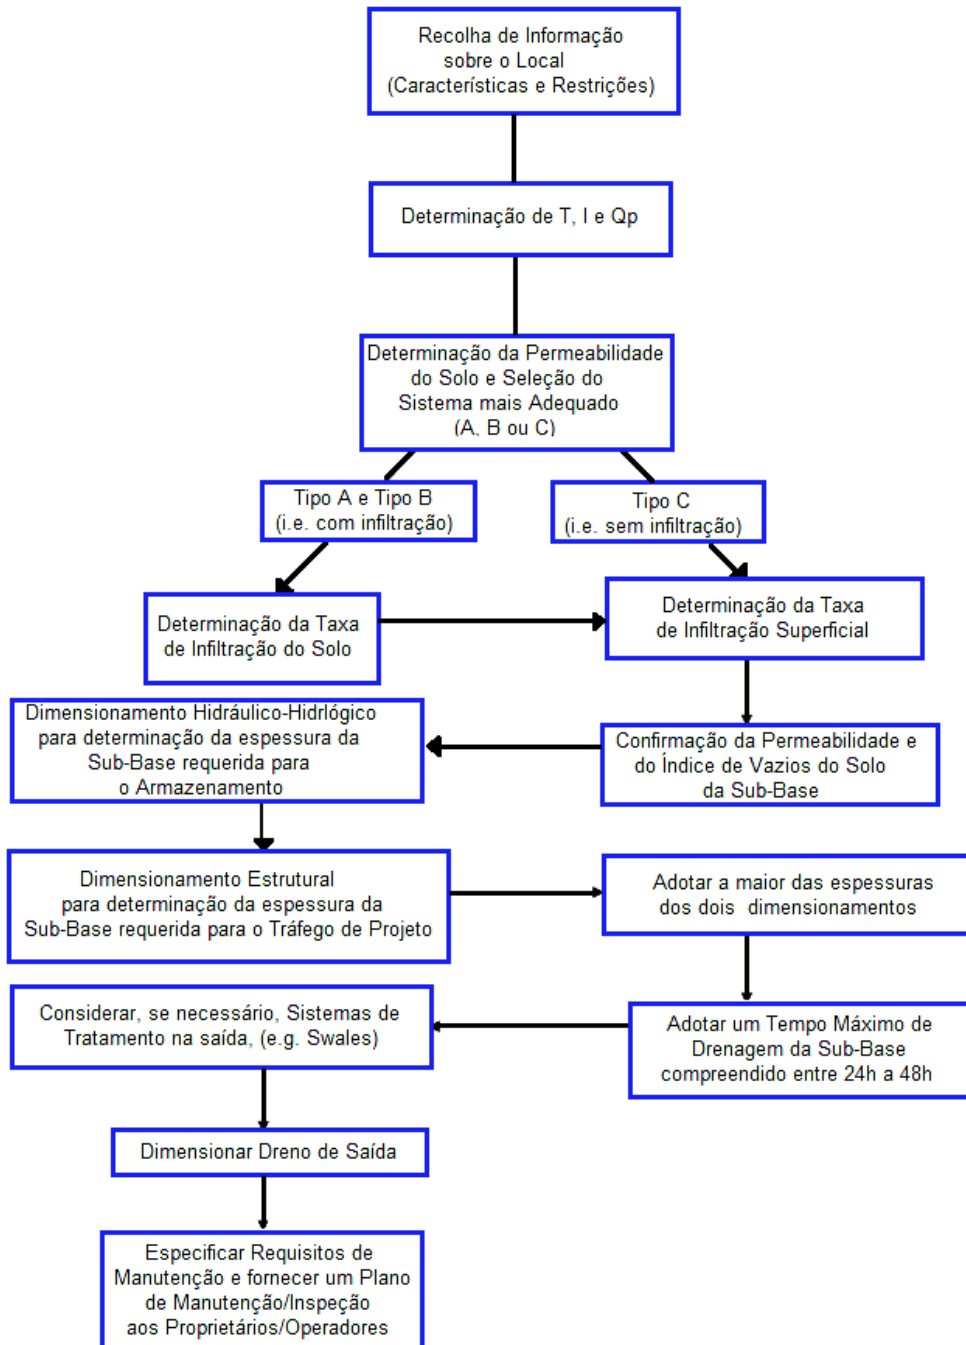 Recolha de Informação
sobre o Local
(Características e Restrições)
Determinação de T, I e Qp
Determinação da Permeabilidade
do Solo e Seleção do
Sistema mais Adequado
(A, B ou C)
Tipo A e Tipo B
(i.e. com infiltração)
Tipo C
(i.e. sem infiltração)
Determinação da Taxa
de Infiltração do Solo
Determinação da Taxa
de Infiltração Superficial
Confirmação da Permeabilidade e
do Índice de Vazios do Solo
da Sub-Base
Dimensionamento Hidráulico-Hidrlógico
para determinação da espessura da
Sub-Base requerida para
o Armazenamento
Dimensionamento Estrutural
para determinação da espessura da
Sub-Base requerida para o Tráfego de Projeto
Adotar a maior das espessuras
dos dois dimensionamentos
Adotar um Tempo Máximo de
Drenagem da Sub-Base
compreendido entre 24h a 48h
Considerar, se necessário, Sistemas de
Tratamento na saída, (e.g. Swales)
Dimensionar Dreno de Saída
Especificar Requisitos de
Manutenção e fornecer um Plano
de Manutenção/Inspeção
aos Proprietários/Operadores